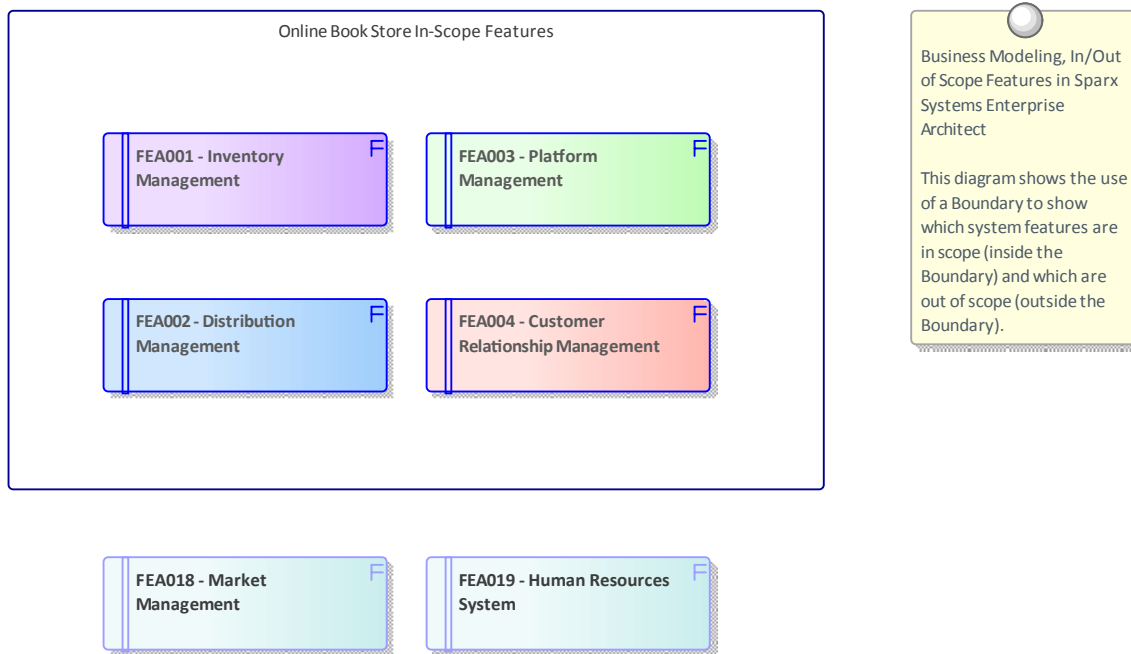 Online Book Store In-Scope Features
FEA001 - Inventory
Management
F
FEA003 - Platform
Management
F
FEA002 - Distribution
Management
F
FEA004 - Customer
Relationship Management
F
FEA018 - Market
Management
F
FEA019 - Human Resources
System
F
Business Modeling, In/Out
of Scope Features in Sparx
Systems Enterprise
Architect
This diagram shows the use
of a Boundary to show
which system features are
in scope (inside the
Boundary) and which are
out of scope (outside the
Boundary).